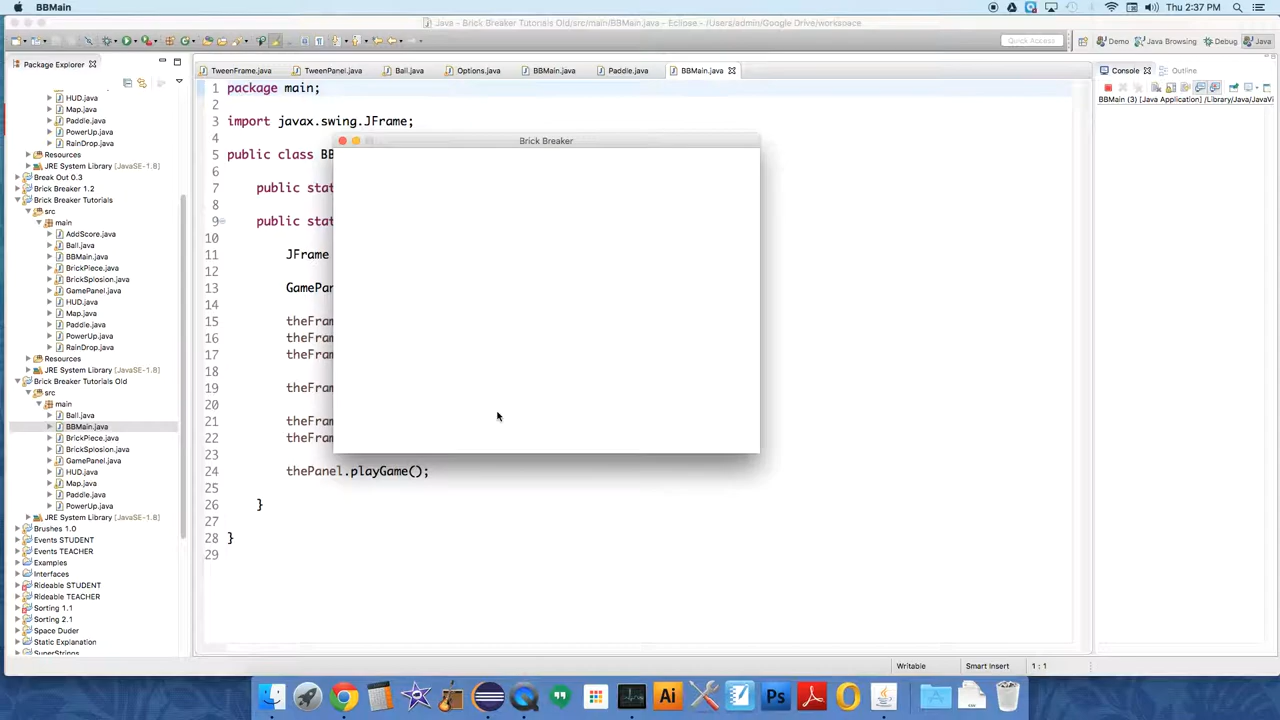 BBMain
Thu 2:37 PM
Java - Brick Breaker Tutorials Old/src/main/BBMain.java - Eclipse - /Users/admin/Google Drive/workspace
Quick Access
Demo
Java Browsing
Debug
Java
Package Explorer
TweenFrame.java
TweenPanel.java
Ball.java
Options.java
BBMain.java
Paddle.java
BBMain.java
Console
Outline
BBMain (3) [Java Application] /Library/Java/JavaVi
HUD.java
Map.java
Paddle.java
PowerUp.java
RainDrop.java
Resources
JRE System Library [JavaSE-1.8]
Break Out 0.3
Brick Breaker 1.2
Brick Breaker Tutorials
src
main
AddScore.java
Ball.java
BBMain.java
BrickPiece.java
BrickSplosion.java
GamePanel.java
HUD.java
Map.java
Paddle.java
PowerUp.java
RainDrop.java
Resources
JRE System Library [JavaSE-1.8]
Brick Breaker Tutorials Old
src
main
Ball.java
BBMain.java
BrickPiece.java
BrickSplosion.java
GamePanel.java
HUD.java
Map.java
Paddle.java
PowerUp.java
JRE System Library [JavaSE-1.8]
Brushes 1.0
Events STUDENT
Events TEACHER
Examples
Interfaces
Rideable STUDENT
Rideable TEACHER
Sorting 1.1
Sorting 2.1
Space Duder
Static Explanation
SuperStrings
1 package main;
2
3 import javax.swing.JFrame;
4
5 public class BB
6
7 public stat
8
9 public stat
10
11 JFrame
12
13 GamePan
14
15 theFram
16 theFram
17 theFram
18
19 theFram
20
21 theFram
22 theFram
23
24 thePanel.playGame();
25
26 }
27
28 }
29
Brick Breaker
Writable
Smart Insert
1 : 1
Ai
Ps